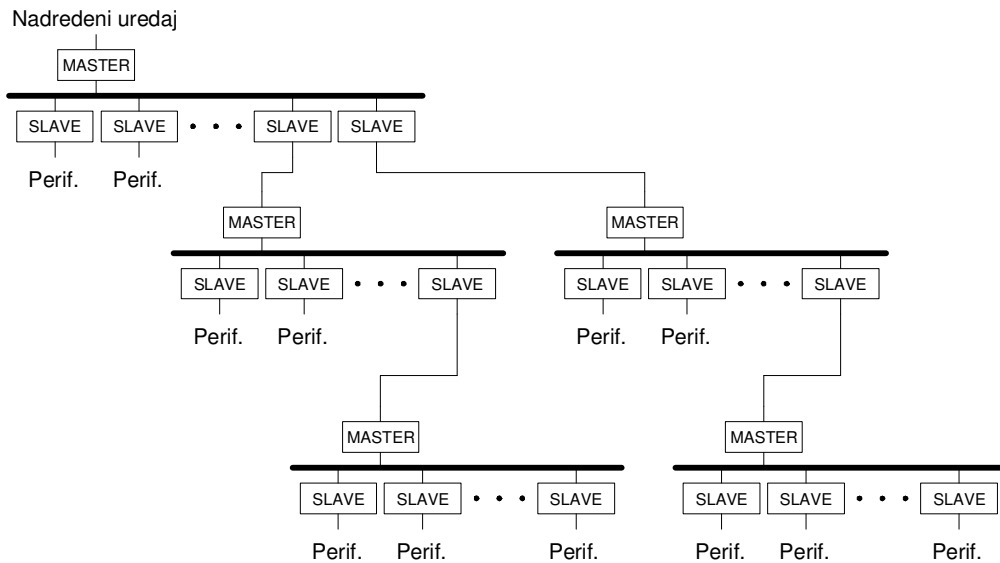 Nadredeni uredaj
MASTER
SLAVE SLAVE • • • SLAVE SLAVE
Perif. Perif.
MASTER MASTER
SLAVE SLAVE • • • SLAVE SLAVE SLAVE • • • SLAVE
Perif. Perif. Perif. Perif.
MASTER MASTER
SLAVE SLAVE • • • SLAVE SLAVE SLAVE • • • SLAVE
Perif. Perif. Perif. Perif. Perif. Perif.